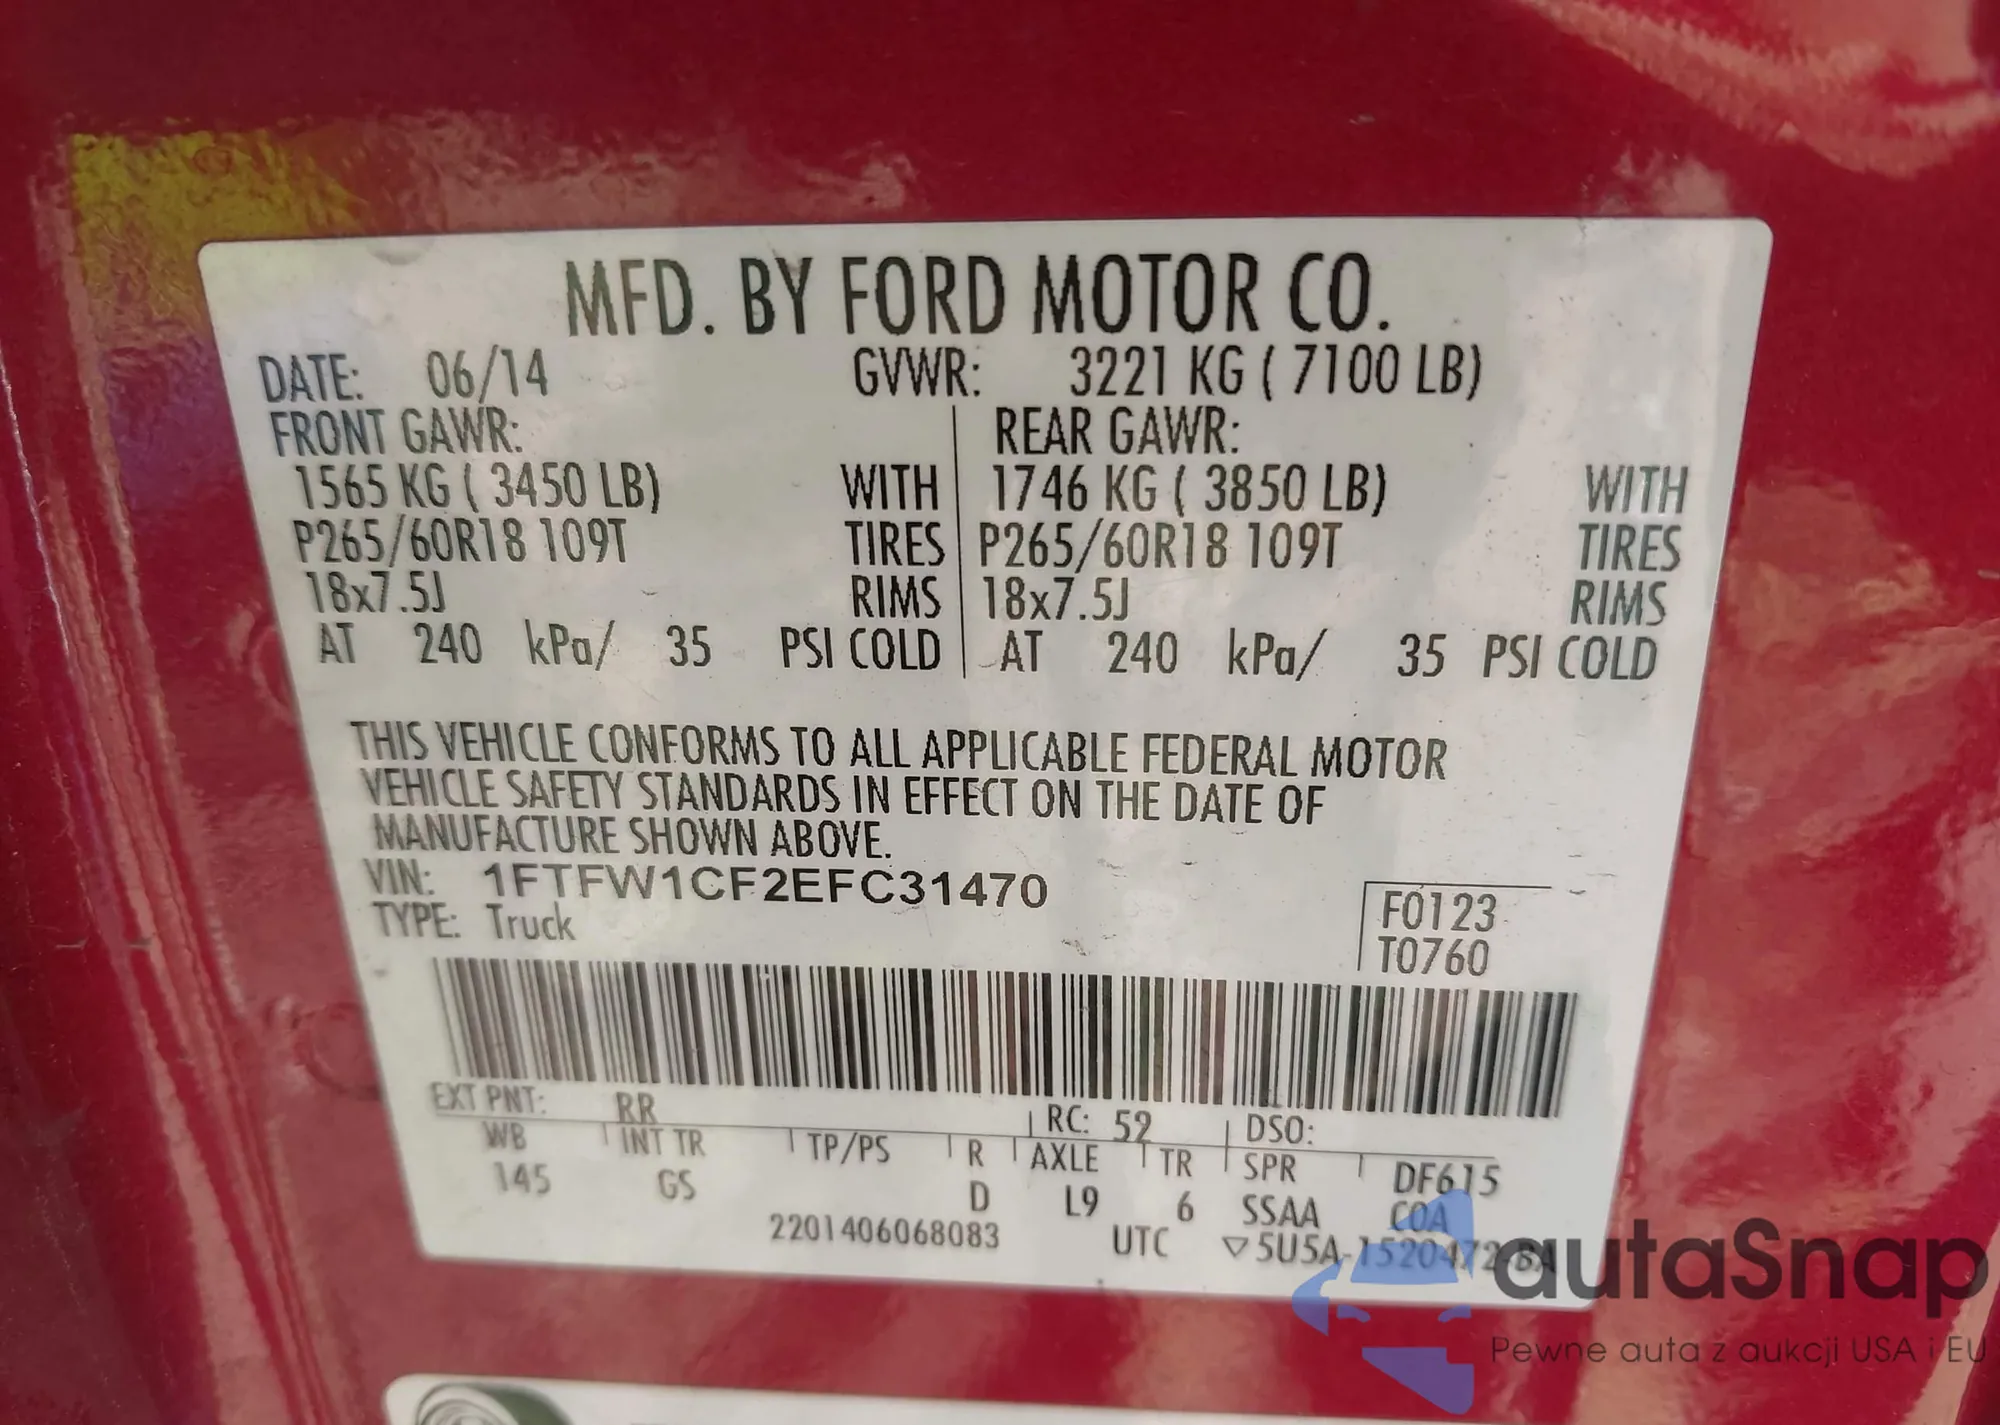 MFD. BY FORD MOTOR CO.
DATE: 06/14 GVWR: 3221 KG ( 7100 LB)
FRONT GAWR: REAR GAWR:
1565 KG ( 3450 LB) WITH 1746 KG ( 3850 LB) WITH
P265/60R18 109T TIRES P265/60R18 109T TIRES
18x7.5J RIMS 18x7.5J RIMS
AT 240 kPa/ 35 PSI COLD AT 240 kPa/ 35 PSI COLD
THIS VEHICLE CONFORMS TO ALL APPLICABLE FEDERAL MOTOR
VEHICLE SAFETY STANDARDS IN EFFECT ON THE DATE OF
MANUFACTURE SHOWN ABOVE.
VIN: 1FTFW1CF2EFC31470
TYPE: Truck
F0123
T0760
EXT PNT: RR RC: 52 DSO:
WB INT TR TP/PS R AXLE TR SPR DF615
145 GS D L9 6 SSAA COA
2201406068083 UTC ▽5U5A-1520472-BA
autaSnap
Pewne auta z aukcji USA i EU